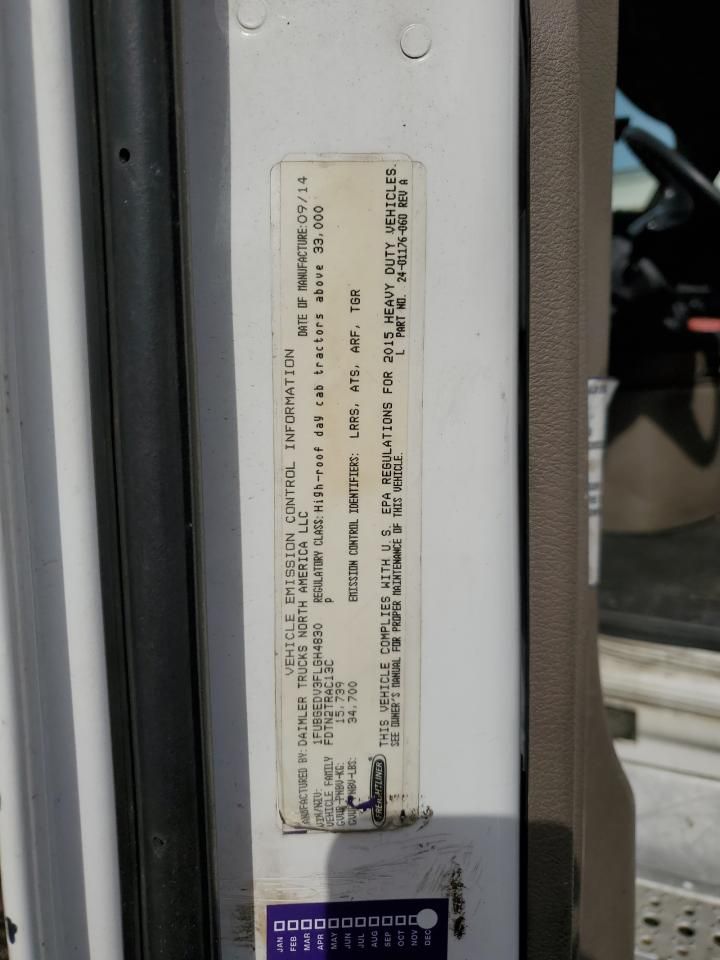 VEHICLE EMISSION CONTROL INFORMATION
MANUFACTURED BY: DAIMLER TRUCKS NORTH AMERICA LLC DATE OF MANUFACTURE: 09/14
VIN/NIV: 1FUBGEDV3FLGH4830 REGULATORY CLASS: High-roof day cab tractors above 33,000
VEHICLE FAMILY FDTN2TRAC13C P
GVWR-PNBV-KG: 15,739
GVWR-PNBV-LBS: 34,700 EMISSION CONTROL IDENTIFIERS: LRRS, ATS, ARF, TGR
FREIGHTLINER
THIS VEHICLE COMPLIES WITH U.S. EPA REGULATIONS FOR 2015 HEAVY DUTY VEHICLES.
SEE OWNER'S MANUAL FOR PROPER MAINTENANCE OF THIS VEHICLE. L PART NO. 24-01176-060 REV A
JAN
FEB
MAR
APR
MAY
JUN
JUL
AUG
SEP
OCT
NOV
DEC